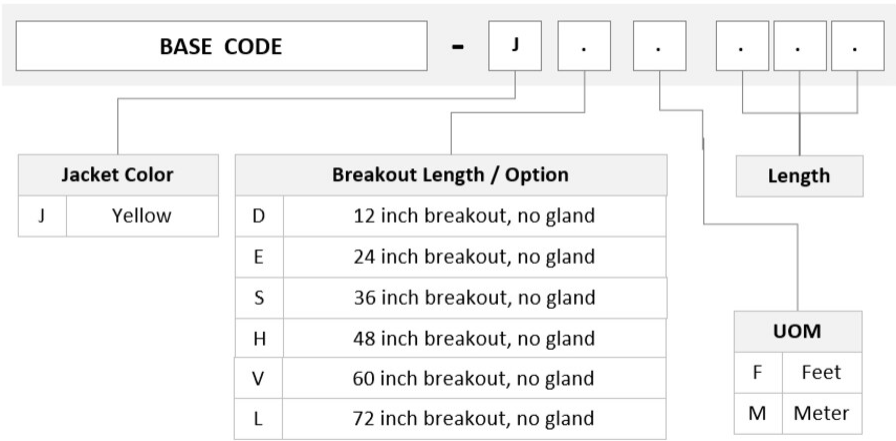 BASE CODE - J . . . . .
Jacket Color
J Yellow
Breakout Length / Option
D 12 inch breakout, no gland
E 24 inch breakout, no gland
S 36 inch breakout, no gland
H 48 inch breakout, no gland
V 60 inch breakout, no gland
L 72 inch breakout, no gland
Length
UOM
F Feet
M Meter